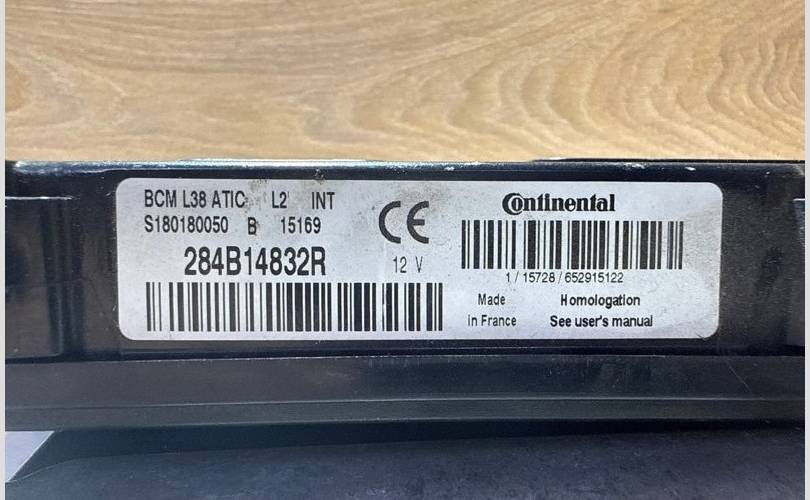 BCM L38 ATIC L2 INT
S180180050 B 15169
284B14832R
12 V
Continental
1 / 15728 / 652915122
Made
in France
Homologation
See user's manual